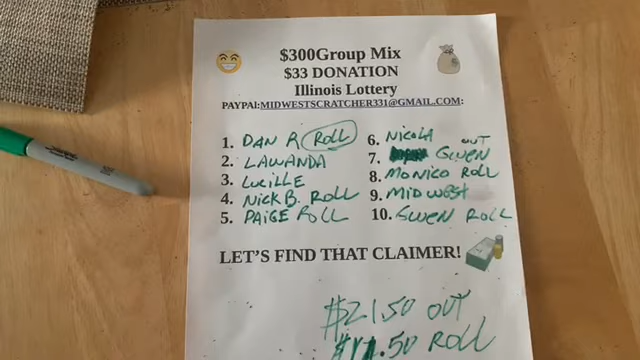 $300Group Mix
$33 DONATION
Illinois Lottery
PAYPAL:MIDWESTSCRATCHER331@GMAIL.COM:
1. DAN R ROLL
2. LAWANDA
3. LUCILLE
4. NICK B. ROLL
5. PAIGE ROLL
6. NICOLA OUT
7. GWEN
8. MONICO ROLL
9. MIDWEST
10. GWEN ROLL
LET'S FIND THAT CLAIMER!
$21.50 OUT
.50 ROLL